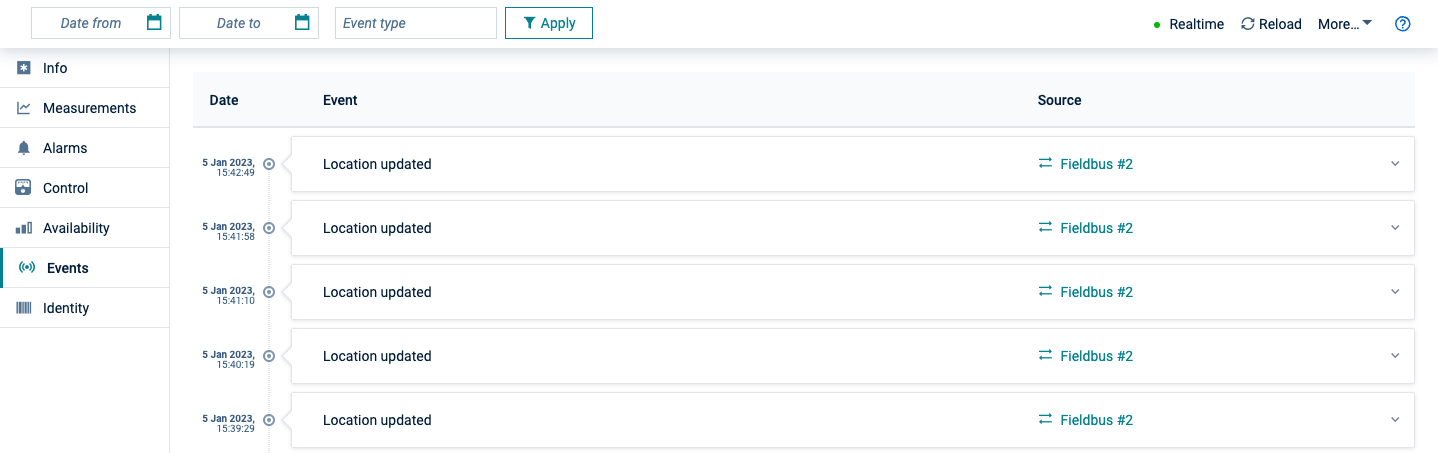 Date from
Date to
Event type
Apply
Realtime
Reload
More...
Info
Measurements
Alarms
Control
Availability
Events
Identity
Date Event Source
5 Jan 2023,
15:42:49
Location updated
Fieldbus #2
5 Jan 2023,
15:41:58
Location updated
Fieldbus #2
5 Jan 2023,
15:41:10
Location updated
Fieldbus #2
5 Jan 2023,
15:40:19
Location updated
Fieldbus #2
5 Jan 2023,
15:39:29
Location updated
Fieldbus #2